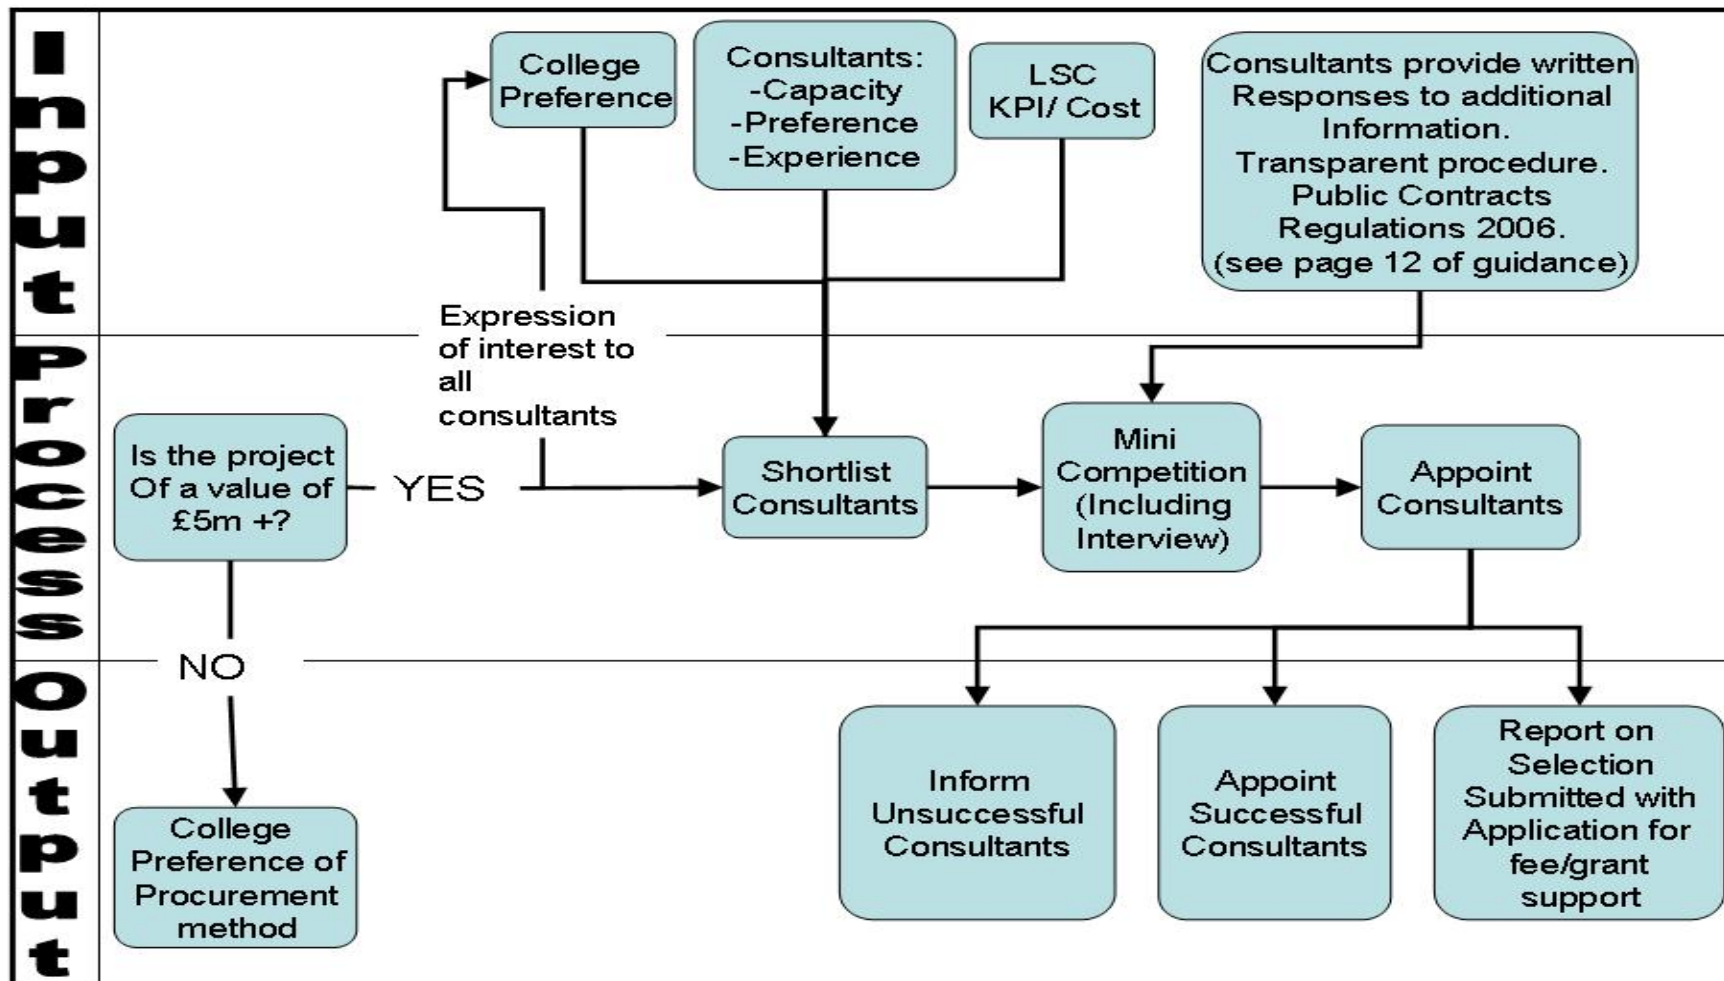 Input
College
Preference
Consultants:
-Capacity
-Preference
-Experience
LSC
KPI/ Cost
Consultants provide written
Responses to additional
Information.
Transparent procedure.
Public Contracts
Regulations 2006.
(see page 12 of guidance)
Expression
of interest to
all
consultants
Process
Is the project
Of a value of
£5m +?
YES
Shortlist
Consultants
Mini
Competition
(Including
Interview)
Appoint
Consultants
NO
Output
College
Preference of
Procurement
method
Inform
Unsuccessful
Consultants
Appoint
Successful
Consultants
Report on
Selection
Submitted with
Application for
fee/grant
support